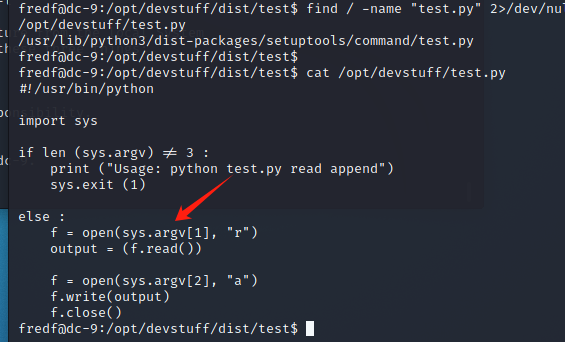 fredf@dc-9:/opt/devstuff/dist/test$ find / -name "test.py" 2>/dev/nul
/opt/devstuff/test.py
/usr/lib/python3/dist-packages/setuptools/command/test.py
fredf@dc-9:/opt/devstuff/dist/test$
fredf@dc-9:/opt/devstuff/dist/test$ cat /opt/devstuff/test.py
#!/usr/bin/python
import sys
if len (sys.argv) != 3 :
    print ("Usage: python test.py read append")
    sys.exit (1)
else :
    f = open(sys.argv[1], "r")
    output = (f.read())
    f = open(sys.argv[2], "a")
    f.write(output)
    f.close()
fredf@dc-9:/opt/devstuff/dist/test$